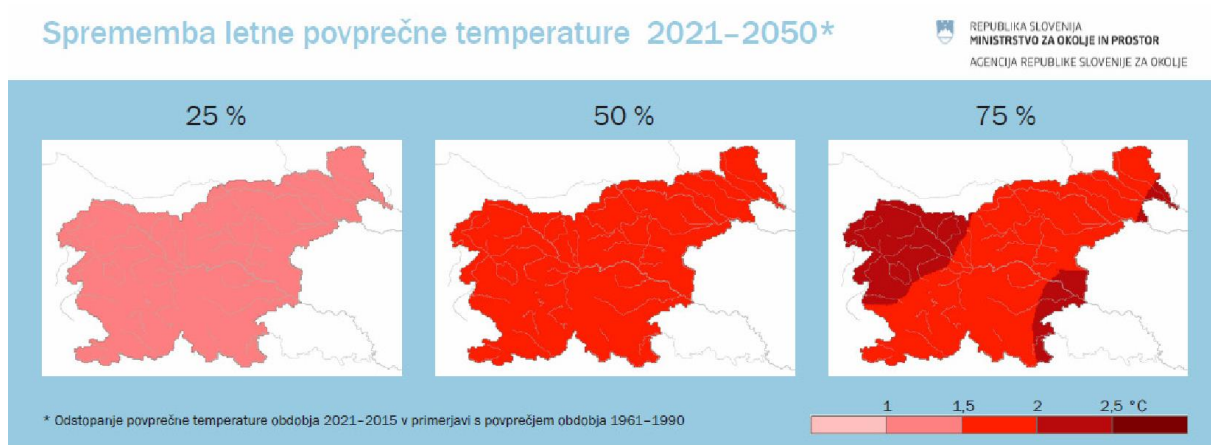 Sprememba letne povprečne temperature 2021–2050*
REPUBLIKA SLOVENIJA
MINISTRSTVO ZA OKOLJE IN PROSTOR
AGENCIJA REPUBLIKE SLOVENIJE ZA OKOLJE
25 %
50 %
75 %
* Odstopanje povprečne temperature obdobja 2021–2015 v primerjavi s povprečjem obdobja 1961–1990
1 1,5 2 2,5 °C